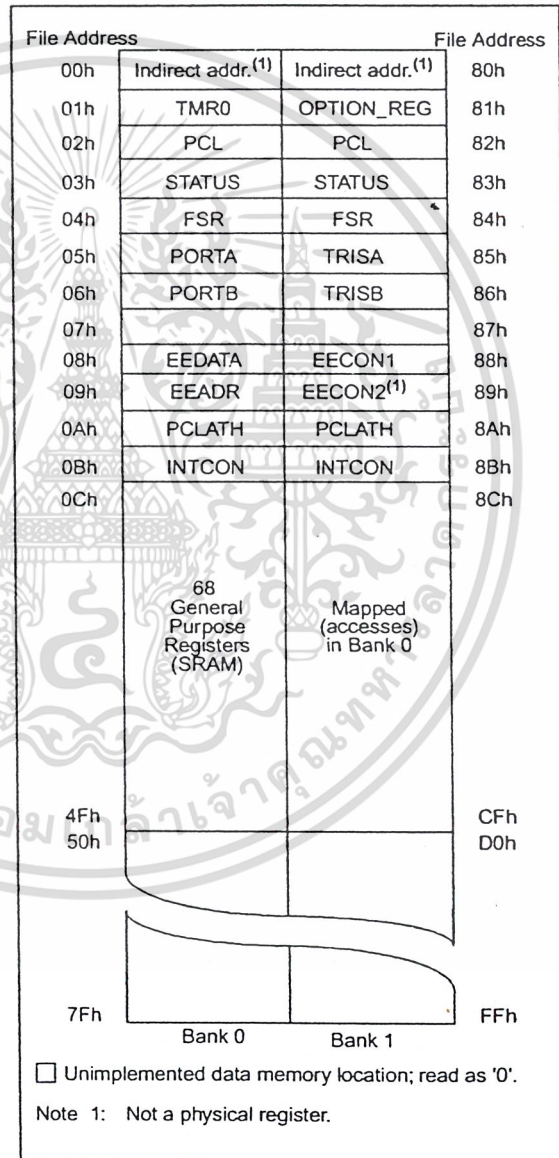 File Address File Address
00h Indirect addr.(1) Indirect addr.(1) 80h
01h TMR0 OPTION_REG 81h
02h PCL PCL 82h
03h STATUS STATUS 83h
04h FSR FSR 84h
05h PORTA TRISA 85h
06h PORTB TRISB 86h
07h 87h
08h EEDATA EECON1 88h
09h EEADR EECON2(1) 89h
0Ah PCLATH PCLATH 8Ah
0Bh INTCON INTCON 8Bh
0Ch 8Ch
68
General
Purpose
Registers
(SRAM)
Mapped
(accesses)
in Bank 0
4Fh CFh
50h D0h
7Fh FFh
Bank 0 Bank 1
Unimplemented data memory location; read as '0'.
Note 1: Not a physical register.